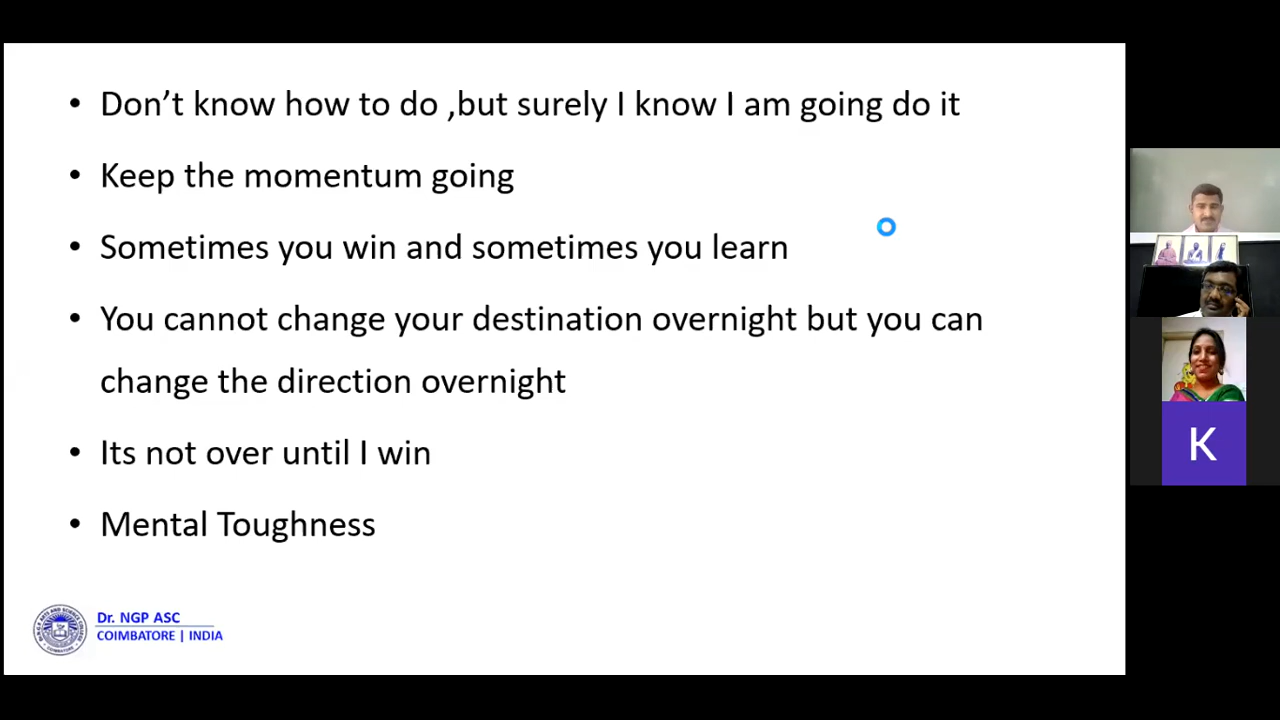 • Don’t know how to do ,but surely I know I am going do it
• Keep the momentum going
• Sometimes you win and sometimes you learn
• You cannot change your destination overnight but you can
change the direction overnight
• Its not over until I win
• Mental Toughness
Dr. NGP ASC
COIMBATORE | INDIA
K